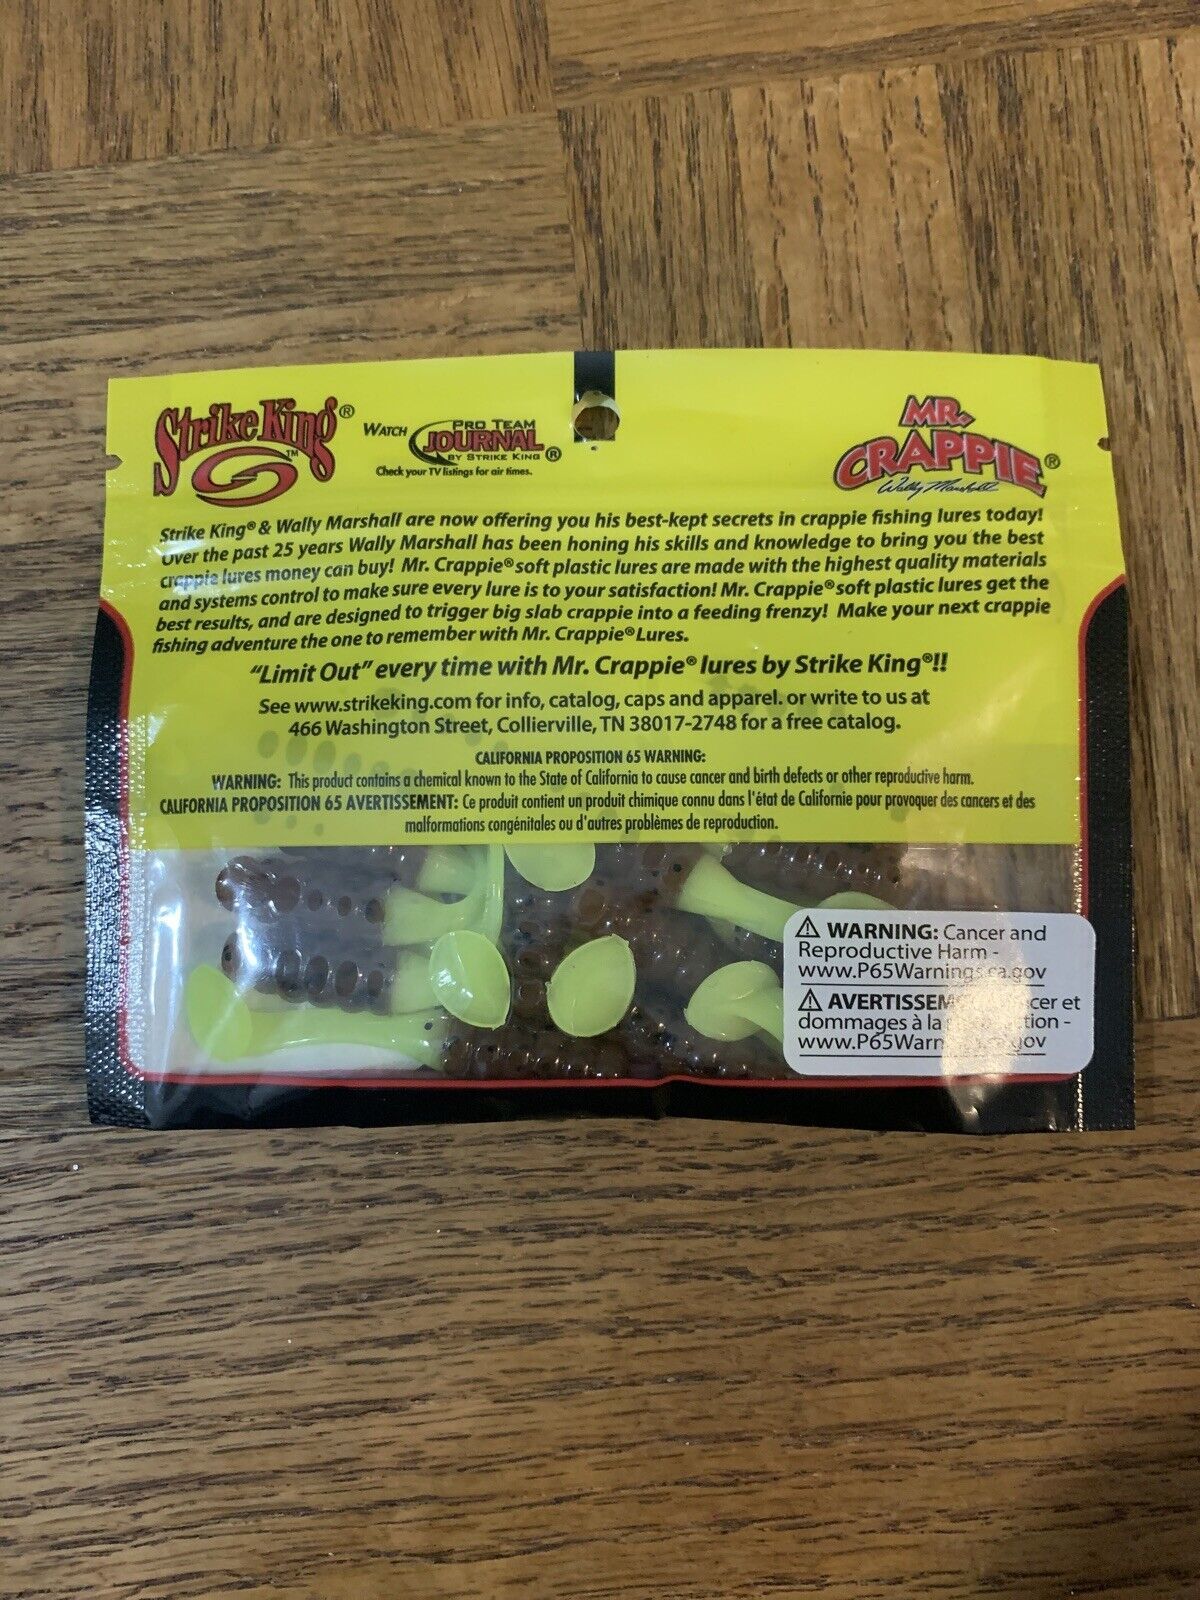 Strike King® ™
WATCH PRO TEAM JOURNAL BY STRIKE KING ®
Check your TV listings for air times.
MR. CRAPPIE®
Wally Marshall
Strike King® & Wally Marshall are now offering you his best-kept secrets in crappie fishing lures today!
Over the past 25 years Wally Marshall has been honing his skills and knowledge to bring you the best
crappie lures money can buy! Mr. Crappie® soft plastic lures are made with the highest quality materials
and systems control to make sure every lure is to your satisfaction! Mr. Crappie® soft plastic lures get the
best results, and are designed to trigger big slab crappie into a feeding frenzy! Make your next crappie
fishing adventure the one to remember with Mr. Crappie® Lures.
"Limit Out" every time with Mr. Crappie® lures by Strike King®!!
See www.strikeking.com for info, catalog, caps and apparel. or write to us at
466 Washington Street, Collierville, TN 38017-2748 for a free catalog.
CALIFORNIA PROPOSITION 65 WARNING:
WARNING: This product contains a chemical known to the State of California to cause cancer and birth defects or other reproductive harm.
CALIFORNIA PROPOSITION 65 AVERTISSEMENT: Ce produit contient un produit chimique connu dans l'état de Californie pour provoquer des cancers et des
malformations congénitales ou d'autres problèmes de reproduction.
⚠ WARNING: Cancer and
Reproductive Harm -
www.P65Warnings.ca.gov
⚠ et
dommages à la -